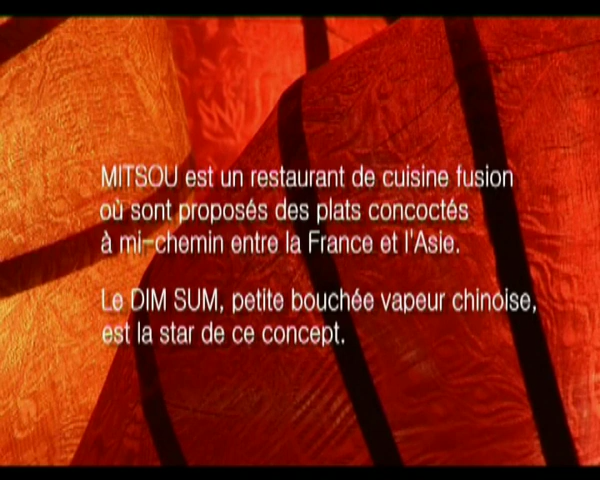 MITSOU est un restaurant de cuisine fusion
où sont proposés des plats concoctés
à mi-chemin entre la France et l'Asie.
Le DIM SUM, petite bouchée vapeur chinoise,
est la star de ce concept.